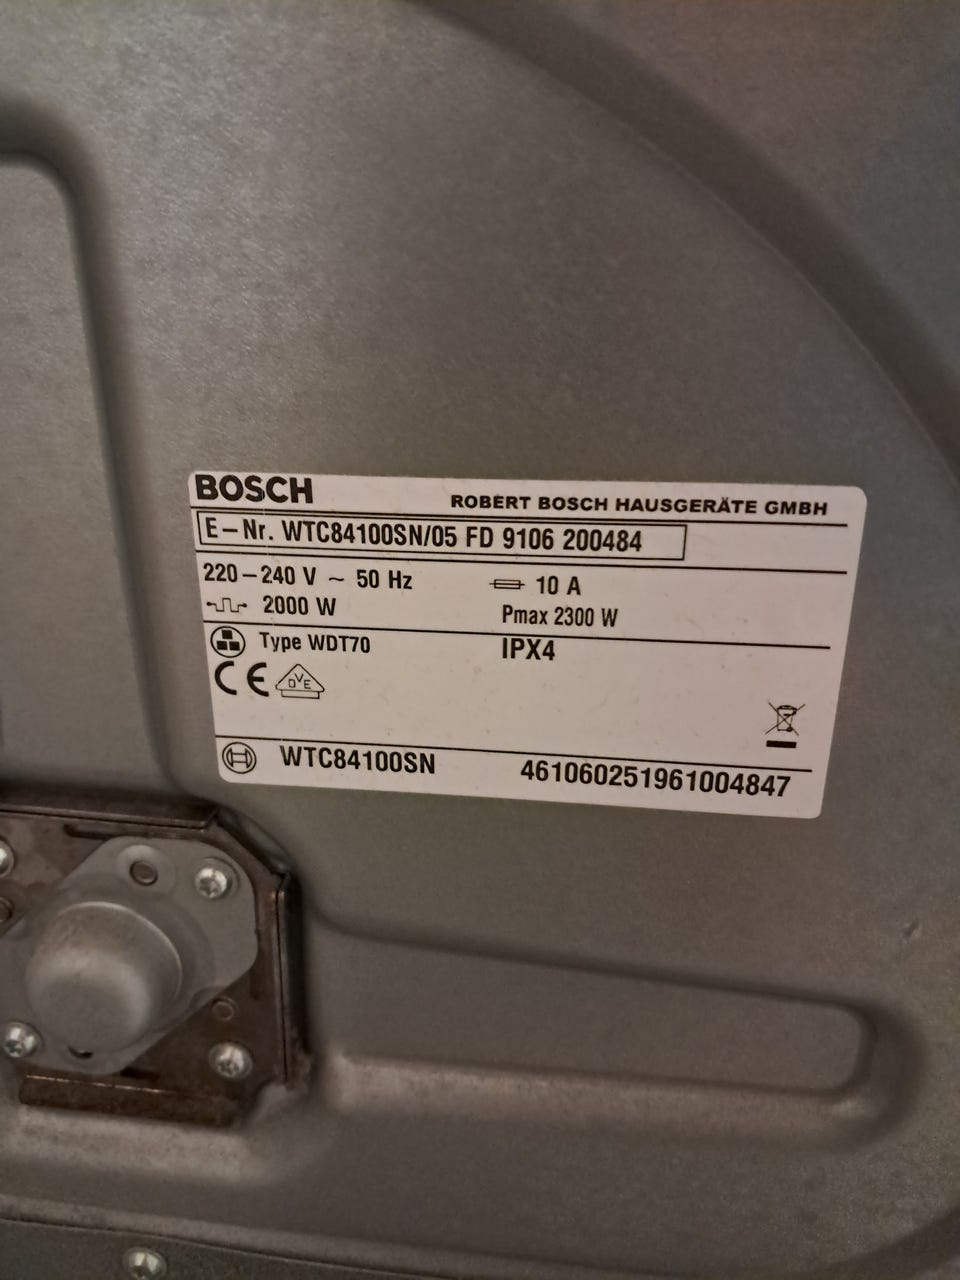 BOSCH
ROBERT BOSCH HAUSGERÄTE GMBH
E-Nr. WTC84100SN/05 FD 9106 200484
220-240 V ~ 50 Hz 10 A
2000 W Pmax 2300 W
Type WDT70 IPX4
CE OVE
WTC84100SN 461060251961004847